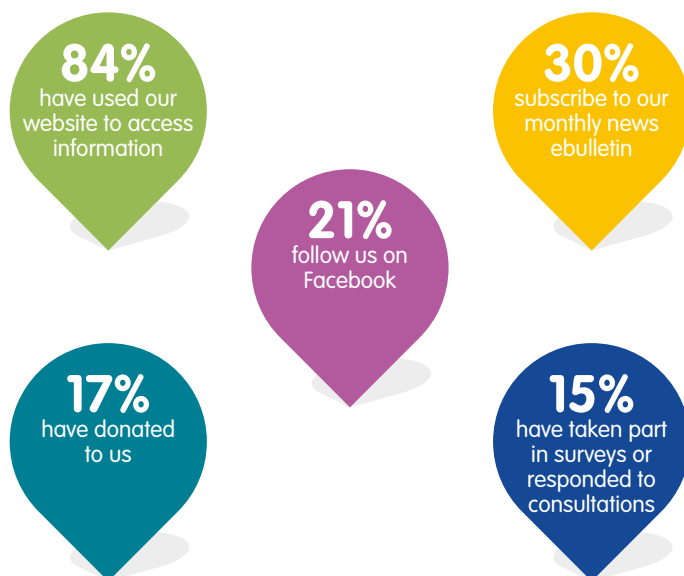 84%
have used our
website to access
information
30%
subscribe to our
monthly news
ebulletin
21%
follow us on
Facebook
17%
have donated
to us
15%
have taken part
in surveys or
responded to
consultations